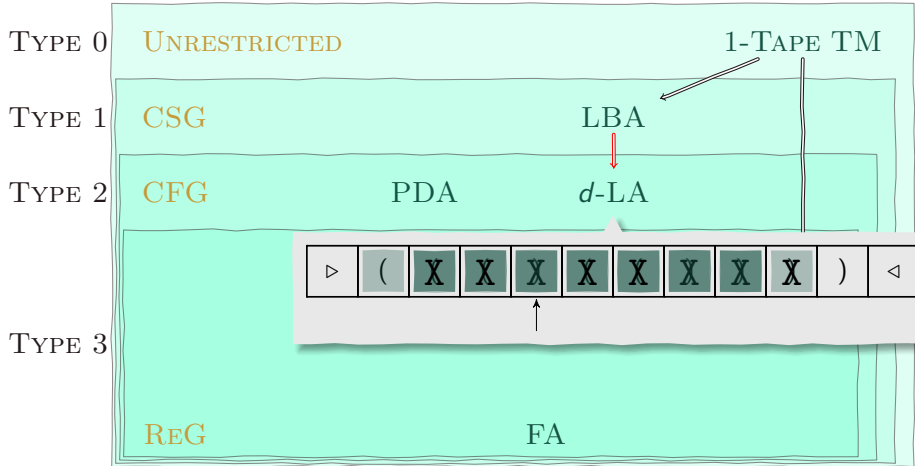 TYPE 0 UNRESTRICTED 1-TAPE TM
TYPE 1 CSG LBA
TYPE 2 CFG PDA d-LA
▷ ( X X X X X X X X ) ◁
TYPE 3
REG FA